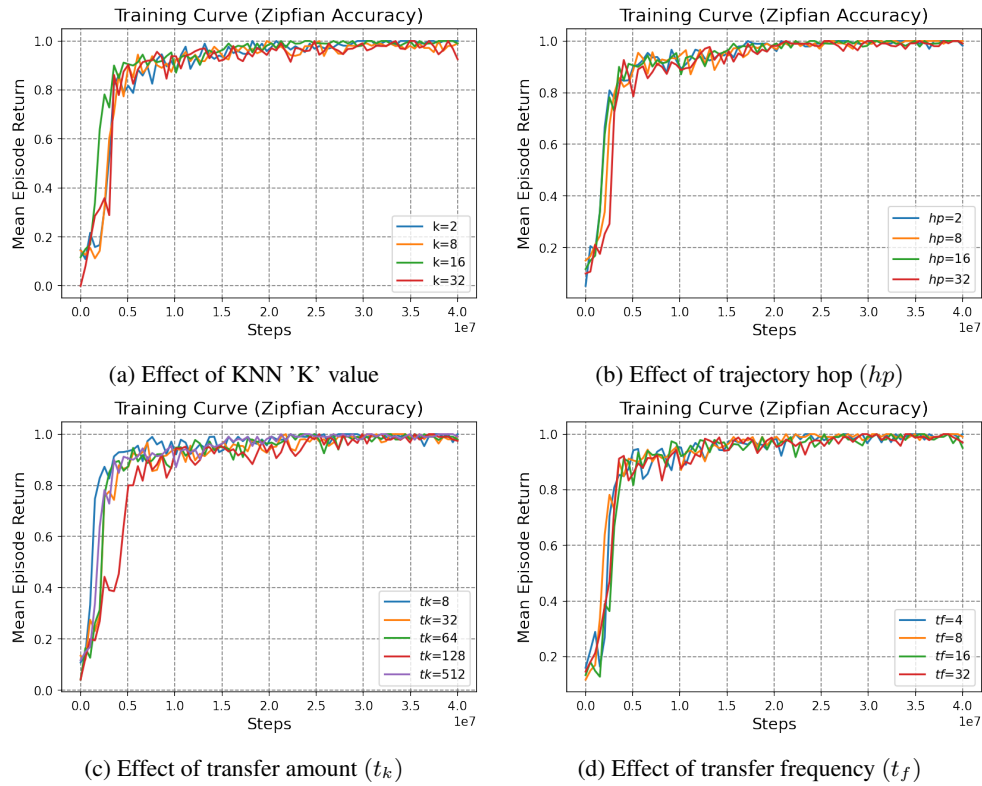 Training Curve (Zipfian Accuracy)
Mean Episode Return
1.0
0.8
0.6
0.4
0.2
0.0
k=2
k=8
k=16
k=32
0.0 0.5 1.0 1.5 2.0 2.5 3.0 3.5 4.0
1e7
Steps
(a) Effect of KNN 'K' value
Training Curve (Zipfian Accuracy)
Mean Episode Return
1.0
0.8
0.6
0.4
0.2
hp=2
hp=8
hp=16
hp=32
0.0 0.5 1.0 1.5 2.0 2.5 3.0 3.5 4.0
1e7
Steps
(b) Effect of trajectory hop (hp)
Training Curve (Zipfian Accuracy)
Mean Episode Return
1.0
0.8
0.6
0.4
0.2
0.0
tk=8
tk=32
tk=64
tk=128
tk=512
0.0 0.5 1.0 1.5 2.0 2.5 3.0 3.5 4.0
1e7
Steps
(c) Effect of transfer amount (t_k)
Training Curve (Zipfian Accuracy)
Mean Episode Return
1.0
0.8
0.6
0.4
0.2
tf=4
tf=8
tf=16
tf=32
0.0 0.5 1.0 1.5 2.0 2.5 3.0 3.5 4.0
1e7
Steps
(d) Effect of transfer frequency (t_f)